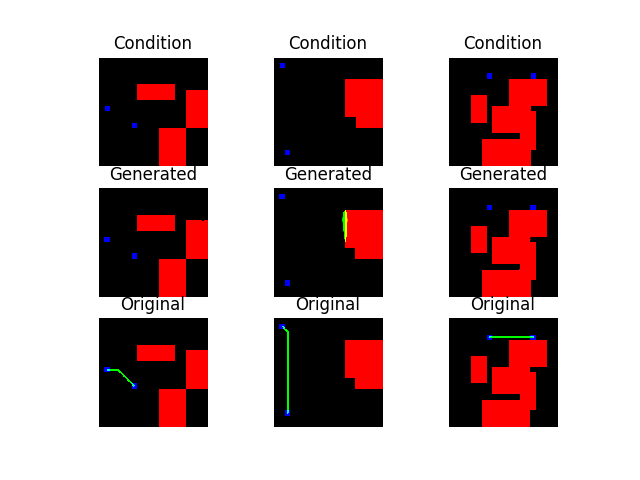 Condition Condition Condition
Generated Generated Generated
Original Original Original